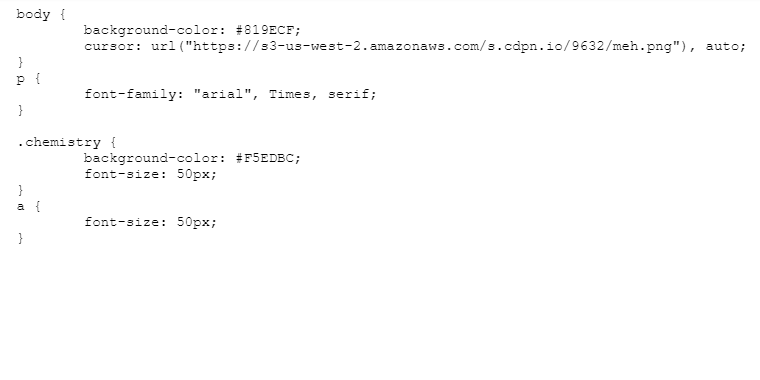 body {
background-color: #819ECF;
cursor: url("https://s3-us-west-2.amazonaws.com/s.cdpn.io/9632/meh.png"), auto;
}
p {
font-family: "arial", Times, serif;
}
.chemistry {
background-color: #F5EDBC;
font-size: 50px;
}
a {
font-size: 50px;
}